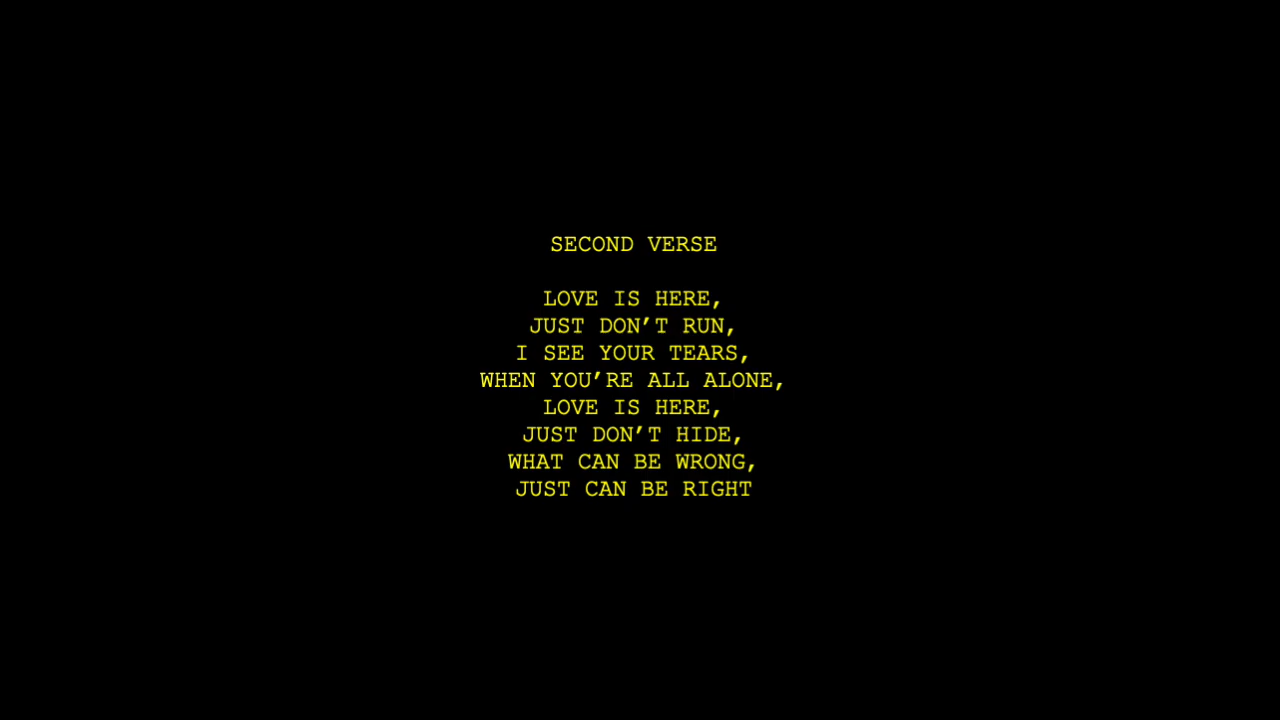 SECOND VERSE
LOVE IS HERE,
JUST DON’T RUN,
I SEE YOUR TEARS,
WHEN YOU’RE ALL ALONE,
LOVE IS HERE,
JUST DON’T HIDE,
WHAT CAN BE WRONG,
JUST CAN BE RIGHT